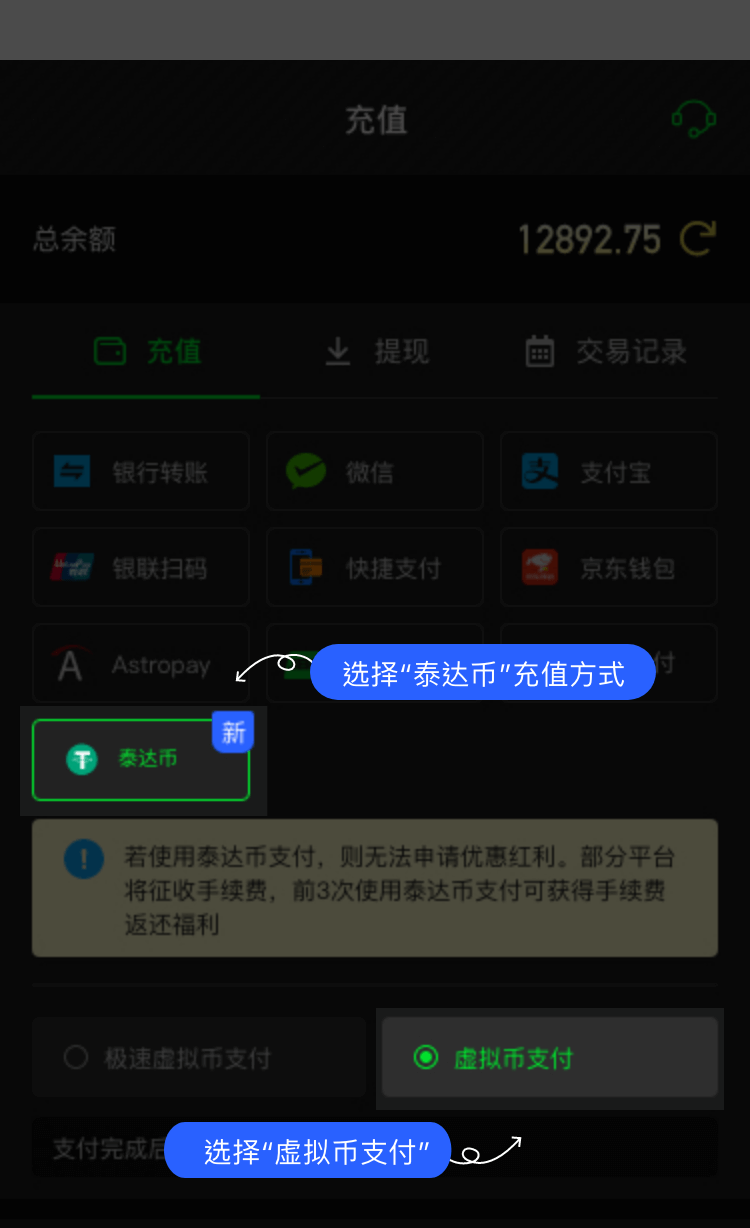 充值
总余额
12892.75
充值
提现
交易记录
银行转账
微信
支付宝
银联扫码
快捷支付
京东钱包
Astropay
付
选择“泰达币”充值方式
新
泰达币
若使用泰达币支付，则无法申请优惠红利。部分平台
将征收手续费，前3次使用泰达币支付可获得手续费
返还福利
极速虚拟币支付
虚拟币支付
支付完成后
选择“虚拟币支付”